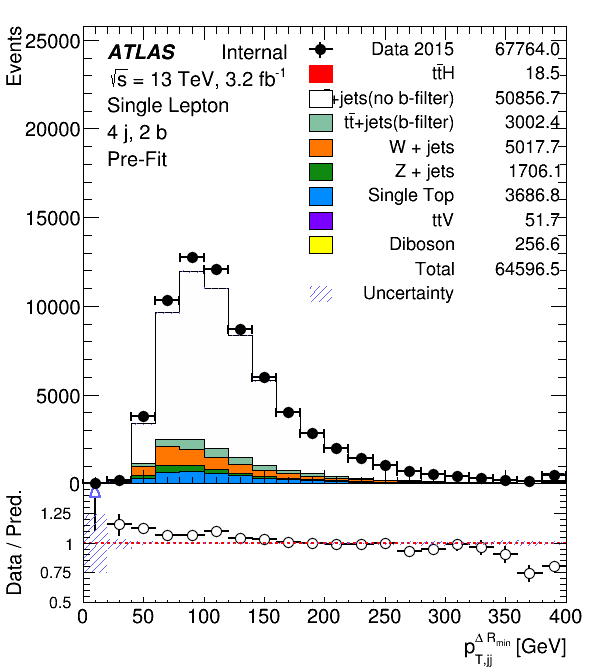 Events
25000
20000
15000
10000
5000
0
ATLAS Internal
√s = 13 TeV, 3.2 fb⁻¹
Single Lepton
4 j, 2 b
Pre-Fit
Data 2015 67764.0
tt̄H 18.5
+jets(no b-filter) 50856.7
tt̄+jets(b-filter) 3002.4
W + jets 5017.7
Z + jets 1706.1
Single Top 3686.8
ttV 51.7
Diboson 256.6
Total 64596.5
Uncertainty
Data / Pred.
1.25
1
0.75
0.5
0 50 100 150 200 250 300 350 400
p_{T,jj}^{Δ R_{min}} [GeV]